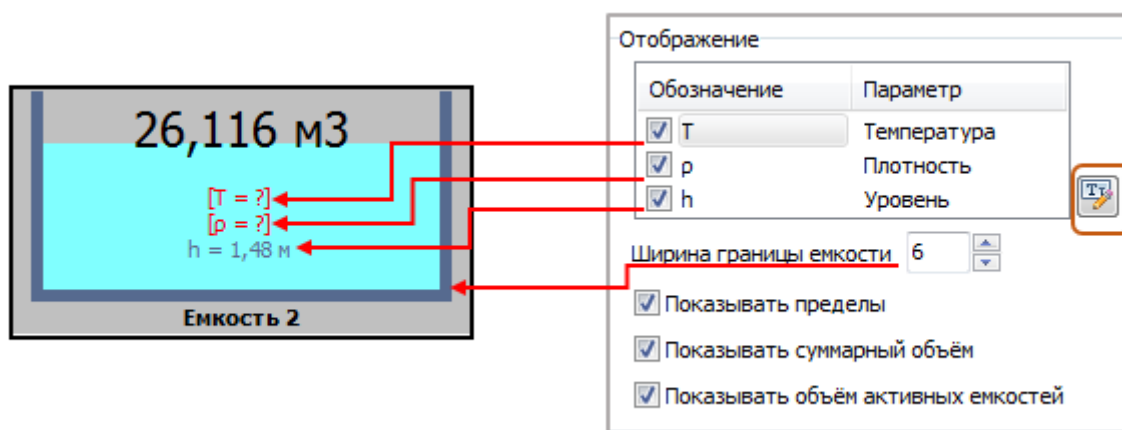 26,116 м3
[T = ?]
[ρ = ?]
h = 1,48 м
Емкость 2
Отображение
Обозначение Параметр
T Температура
ρ Плотность
h Уровень
Ширина границы емкости 6
Показывать пределы
Показывать суммарный объём
Показывать объём активных емкостей